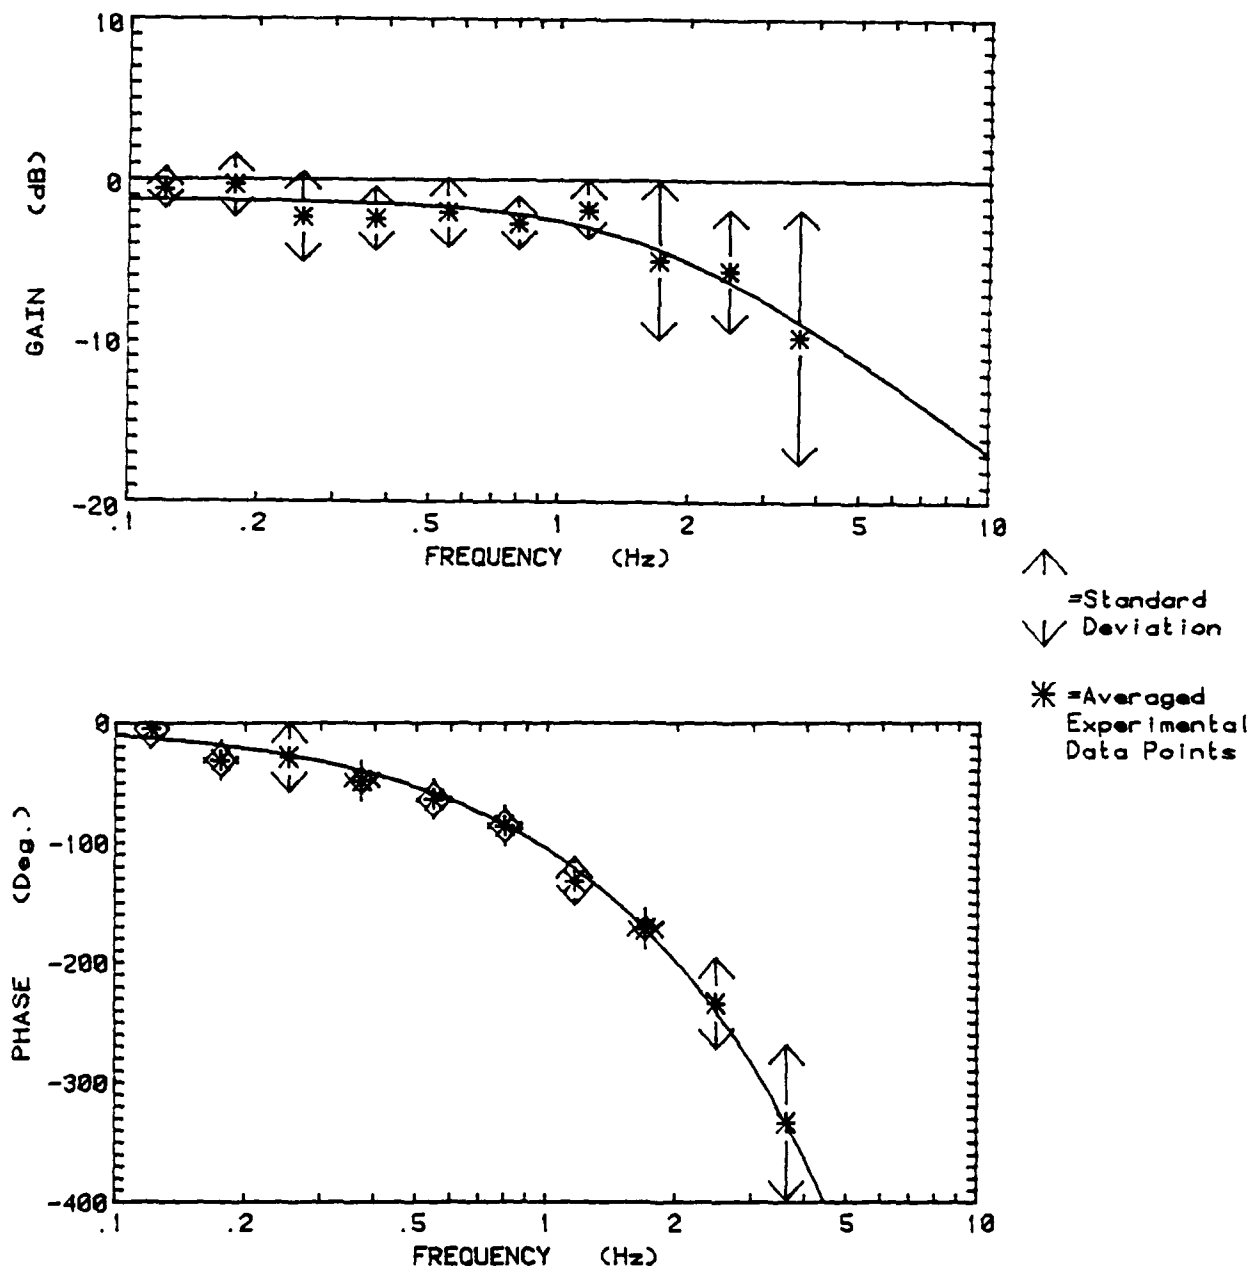 10
0
-10
-20
GAIN (dB)
.1 .2 .5 1 2 5 10
FREQUENCY (Hz)
=Standard
Deviation
=Averaged
Experimental
Data Points
0
-100
-200
-300
-400
PHASE (Deg.)
.1 .2 .5 1 2 5 10
FREQUENCY (Hz)